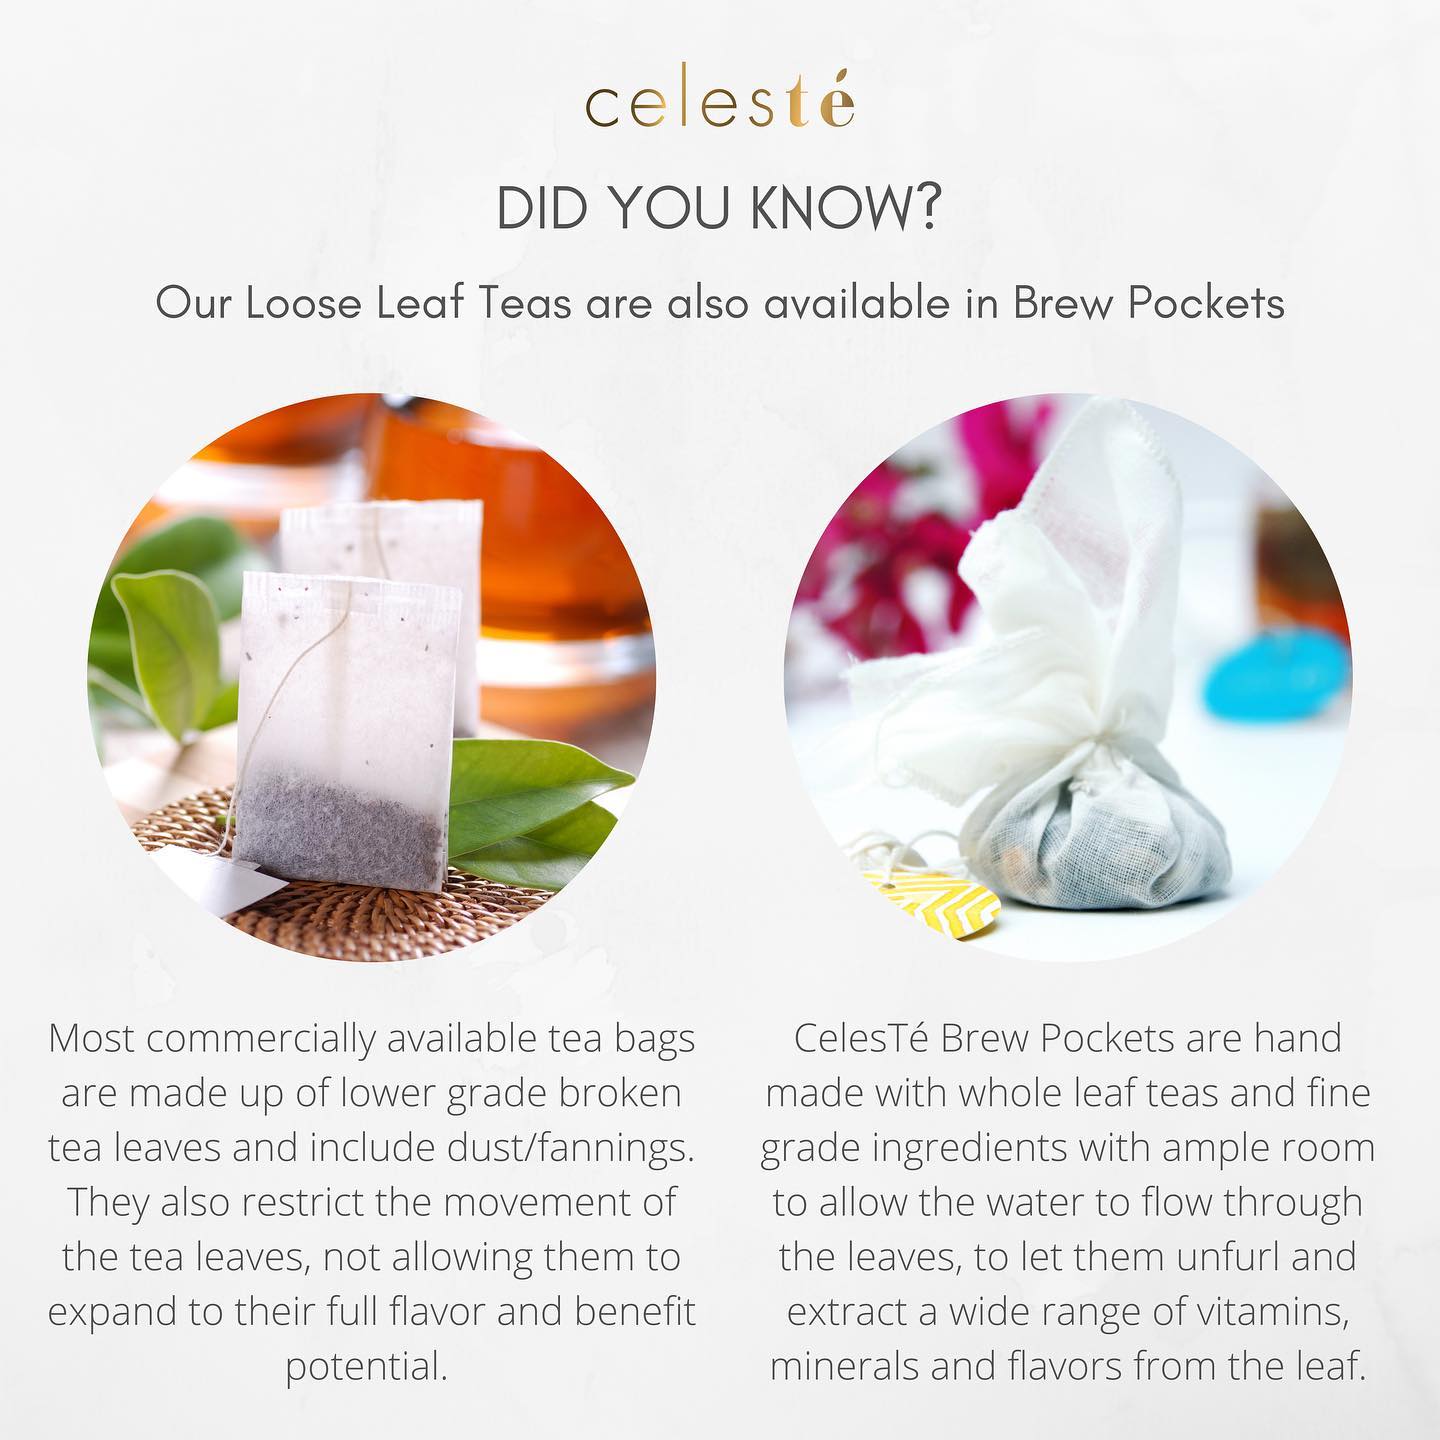 celesté
DID YOU KNOW?
Our Loose Leaf Teas are also available in Brew Pockets
Most commercially available tea bags
are made up of lower grade broken
tea leaves and include dust/fannings.
They also restrict the movement of
the tea leaves, not allowing them to
expand to their full flavor and benefit
potential.
CelesTé Brew Pockets are hand
made with whole leaf teas and fine
grade ingredients with ample room
to allow the water to flow through
the leaves, to let them unfurl and
extract a wide range of vitamins,
minerals and flavors from the leaf.